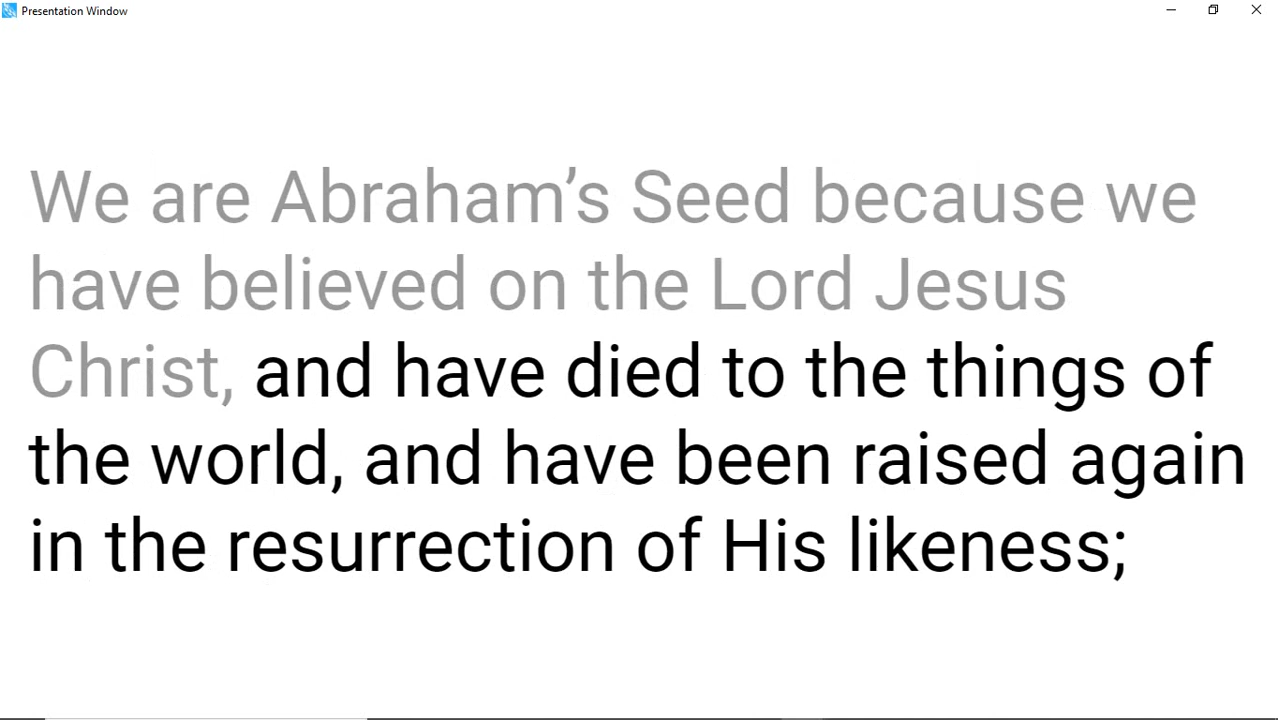 Presentation Window
We are Abraham’s Seed because we
have believed on the Lord Jesus
Christ, and have died to the things of
the world, and have been raised again
in the resurrection of His likeness;